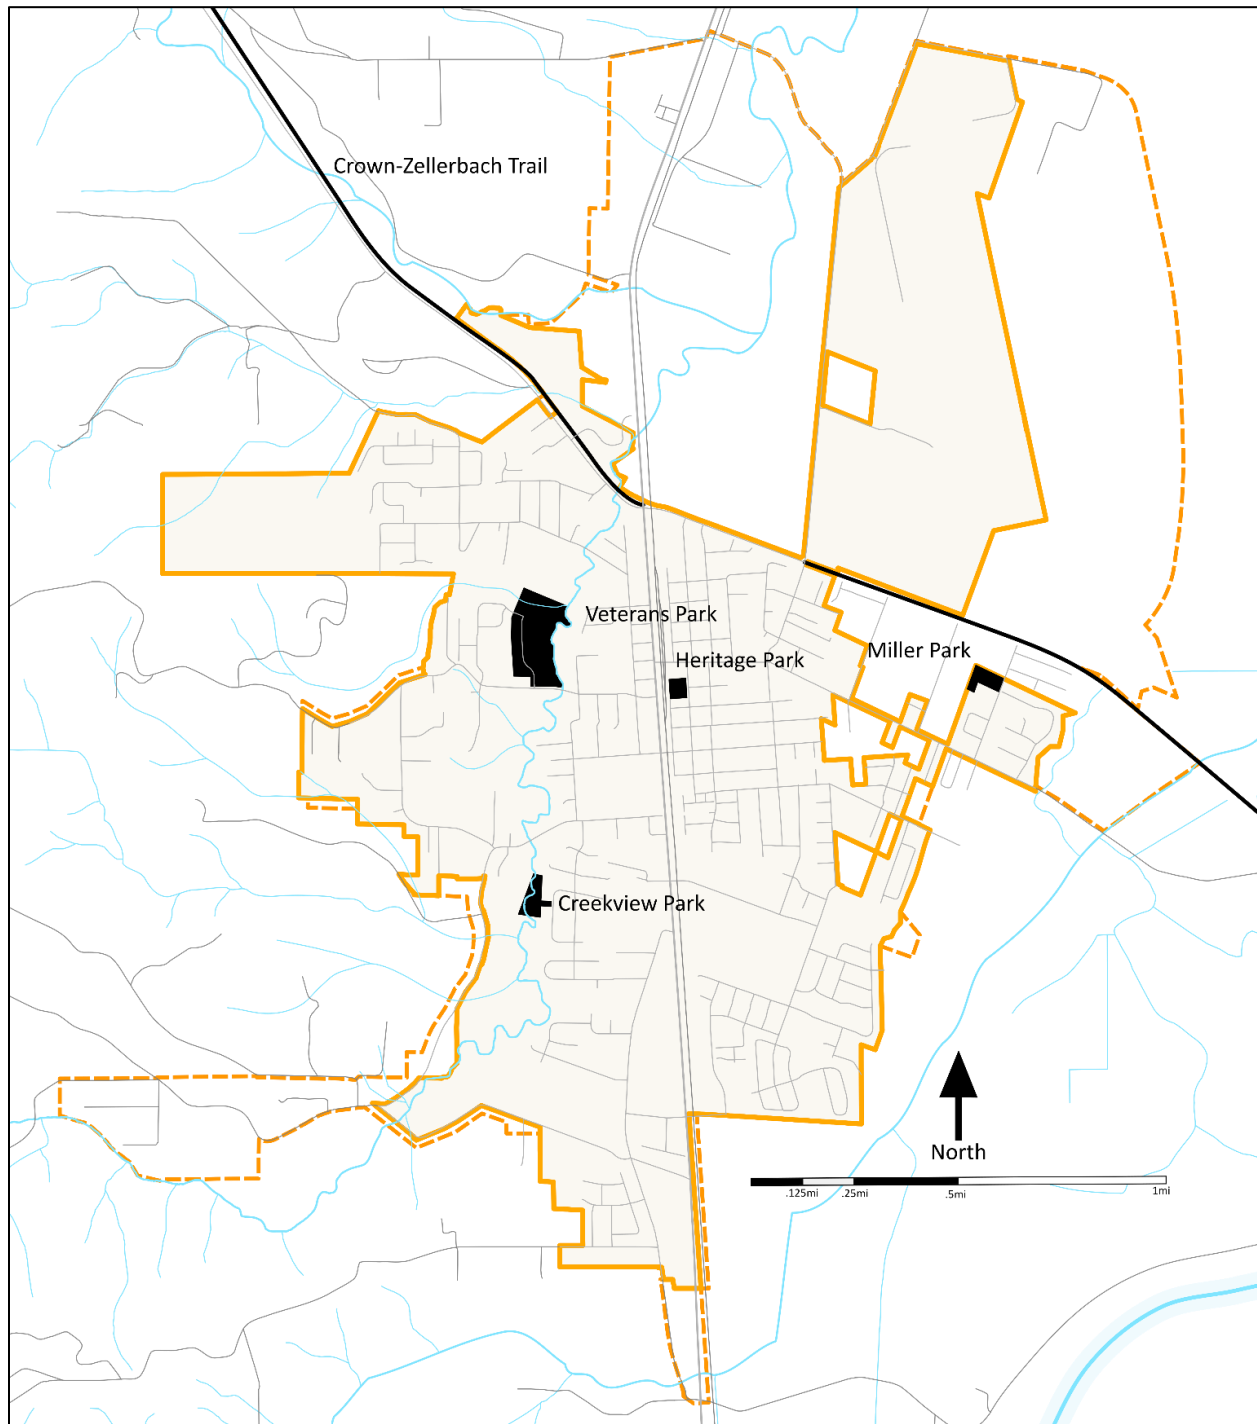 Crown-Zellerbach Trail
Veterans Park
Heritage Park
Miller Park
Creekview Park
North
.125mi
.25mi
.5mi
1mi